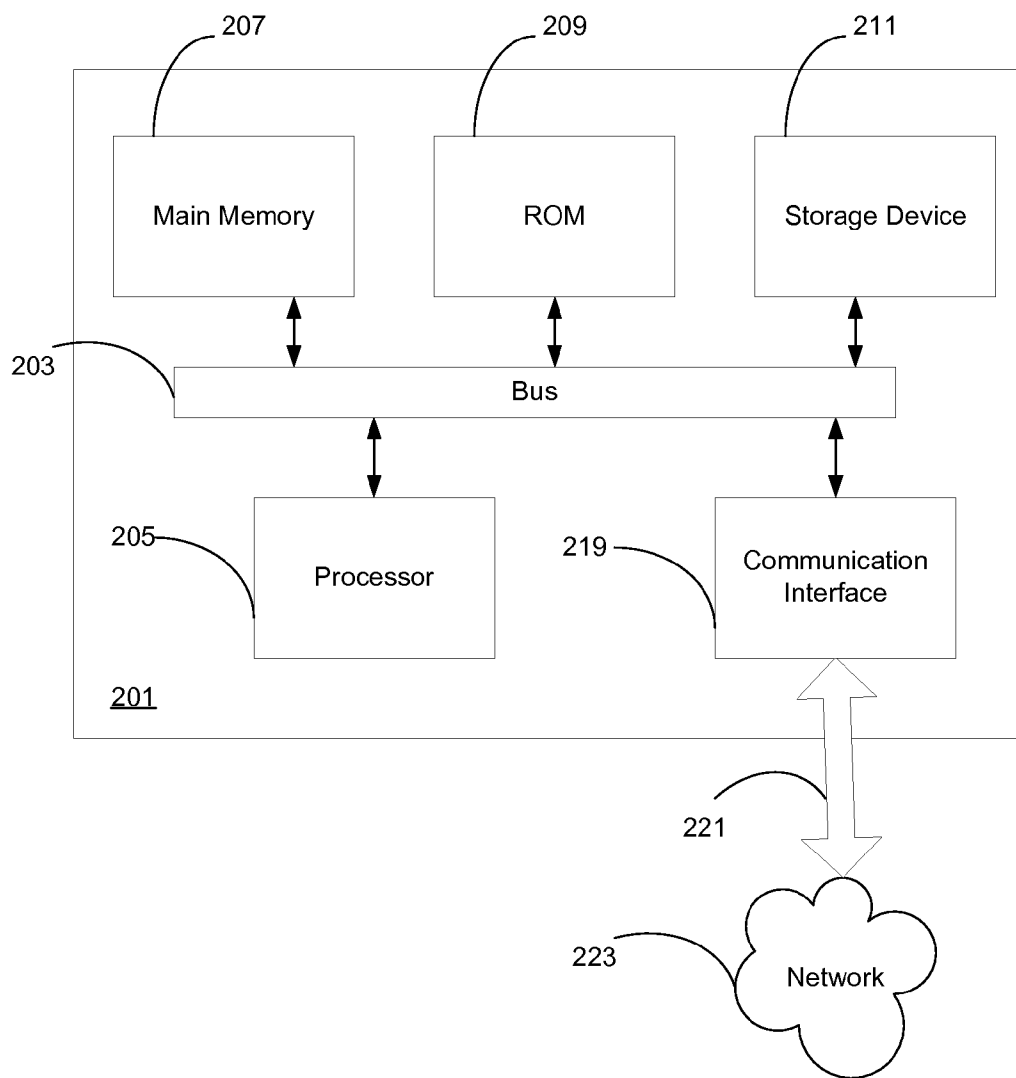 207
209
211
Main Memory
ROM
Storage Device
203
Bus
205
Processor
219
Communication
Interface
201
221
223
Network